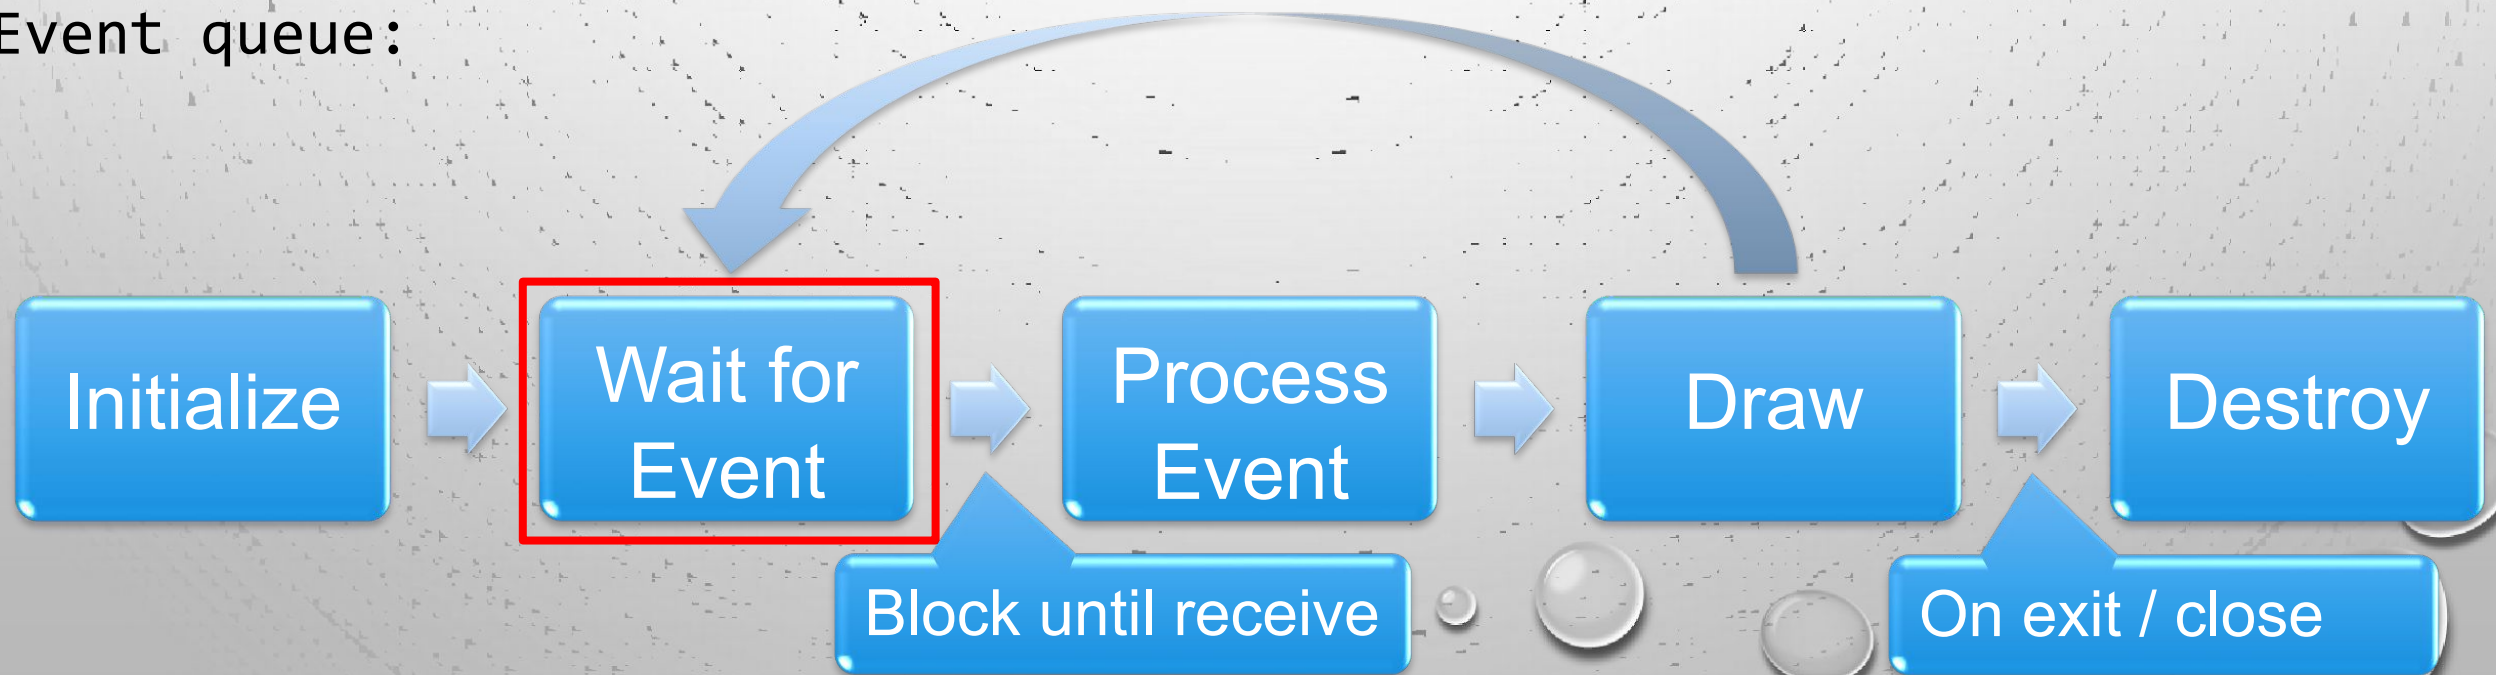 Event queue:
Initialize
Wait for
Event
Process
Event
Draw
Destroy
Block until receive
On exit / close